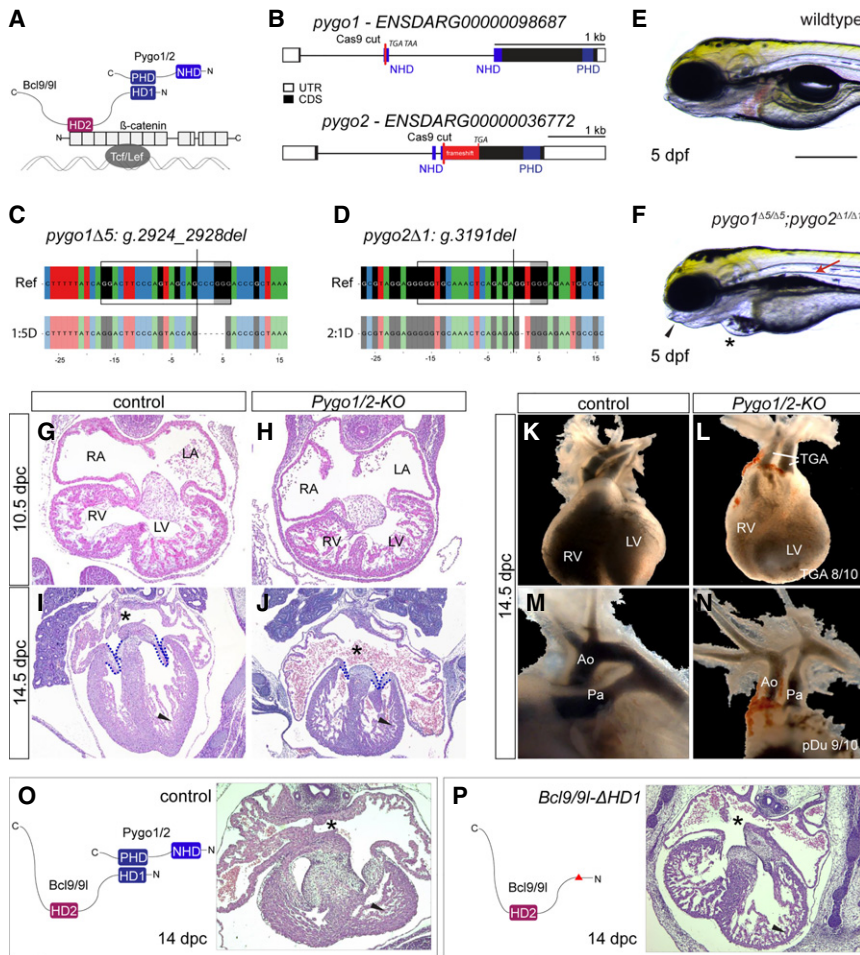 A
Pygo1/2
Bcl9/9l
C
PHD
NHD
N
HD1
N
C
HD2
ß-catenin
N
C
Tcf/Lef
B
pygo1 - ENSDARG00000098687
Cas9 cut
TGA TAA
1 kb
NHD
NHD
PHD
UTR
CDS
pygo2 - ENSDARG00000036772
Cas9 cut
TGA
1 kb
frameshift
NHD
PHD
E
wildtype
5 dpf
C
pygo1Δ5: g.2924_2928del
Ref
1:5D
-25
-15
-5
5
15
D
pygo2Δ1: g.3191del
Ref
2:1D
-25
-15
-5
5
15
F
pygo1Δ5/Δ5;pygo2Δ1/Δ1
5 dpf
*
control
Pygo1/2-KO
10.5 dpc
G
RA
LA
RV
LV
H
RA
LA
RV
LV
14.5 dpc
I
*
J
*
control
Pygo1/2-KO
14.5 dpc
K
RV
LV
L
TGA
RV
LV
TGA 8/10
M
Ao
Pa
N
Ao
Pa
pDu 9/10
O
control
C
Pygo1/2
C
PHD
NHD
N
Bcl9/9l
HD1
N
HD2
14 dpc
*
P
Bcl9/9l-ΔHD1
C
Bcl9/9l
N
HD2
14 dpc
*